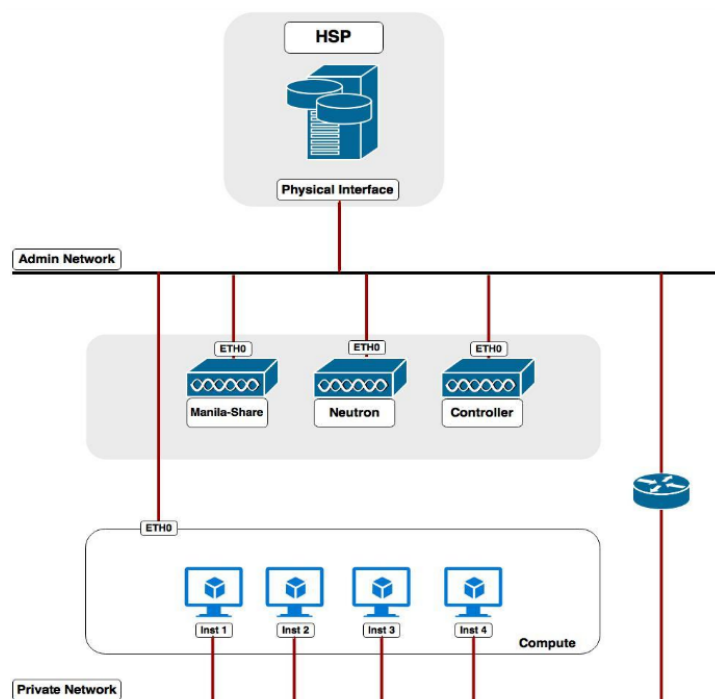 HSP
Physical Interface
Admin Network
ETH0
ETH0
ETH0
Manila-Share
Neutron
Controller
ETH0
Inst 1
Inst 2
Inst 3
Inst 4
Compute
Private Network